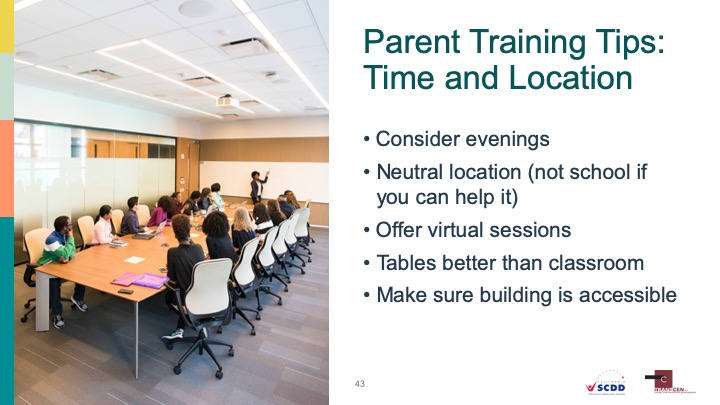 Parent Training Tips:
Time and Location
• Consider evenings
• Neutral location (not school if
you can help it)
• Offer virtual sessions
• Tables better than classroom
• Make sure building is accessible
43
SCDD